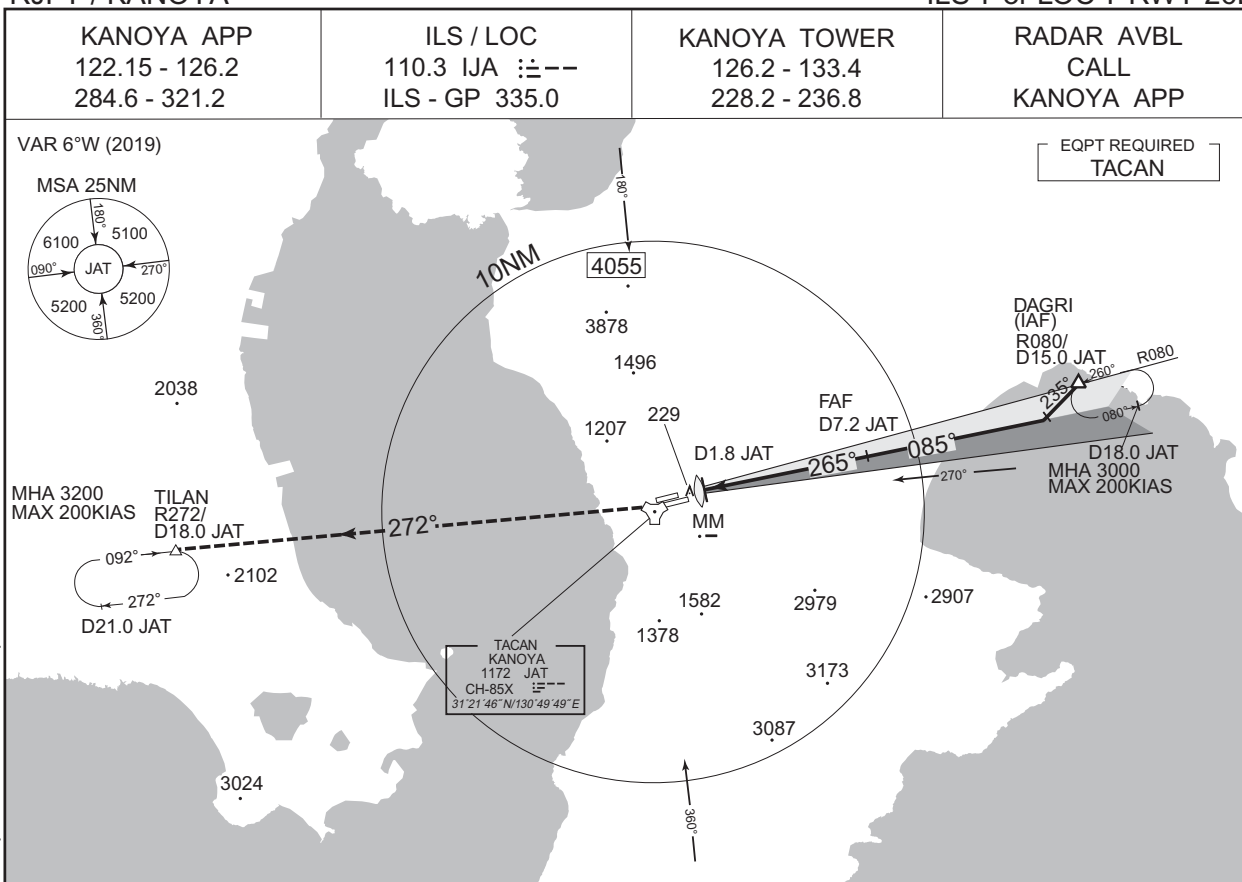 KANOYA APP
122.15 - 126.2
284.6 - 321.2
ILS / LOC
110.3 IJA
ILS - GP 335.0
KANOYA TOWER
126.2 - 133.4
228.2 - 236.8
RADAR AVBL
CALL
KANOYA APP
VAR 6°W (2019)
EQPT REQUIRED
TACAN
MSA 25NM
180°
6100
5100
090°
JAT
270°
5200
5200
360°
180°
10NM
4055
3878
1496
2038
229
1207
DAGRI
(IAF)
R080/
D15.0 JAT
R080
260°
235°
080°
FAF
D7.2 JAT
D1.8 JAT
265°
085°
D18.0 JAT
270°
MHA 3000
MAX 200KIAS
MHA 3200
MAX 200KIAS
TILAN
R272/
D18.0 JAT
272°
MM
092°
2102
272°
D21.0 JAT
1582
2979
2907
1378
TACAN
KANOYA
1172 JAT
CH-85X
31°21´46˝N/130°49´49˝E
3173
3087
3024
360°